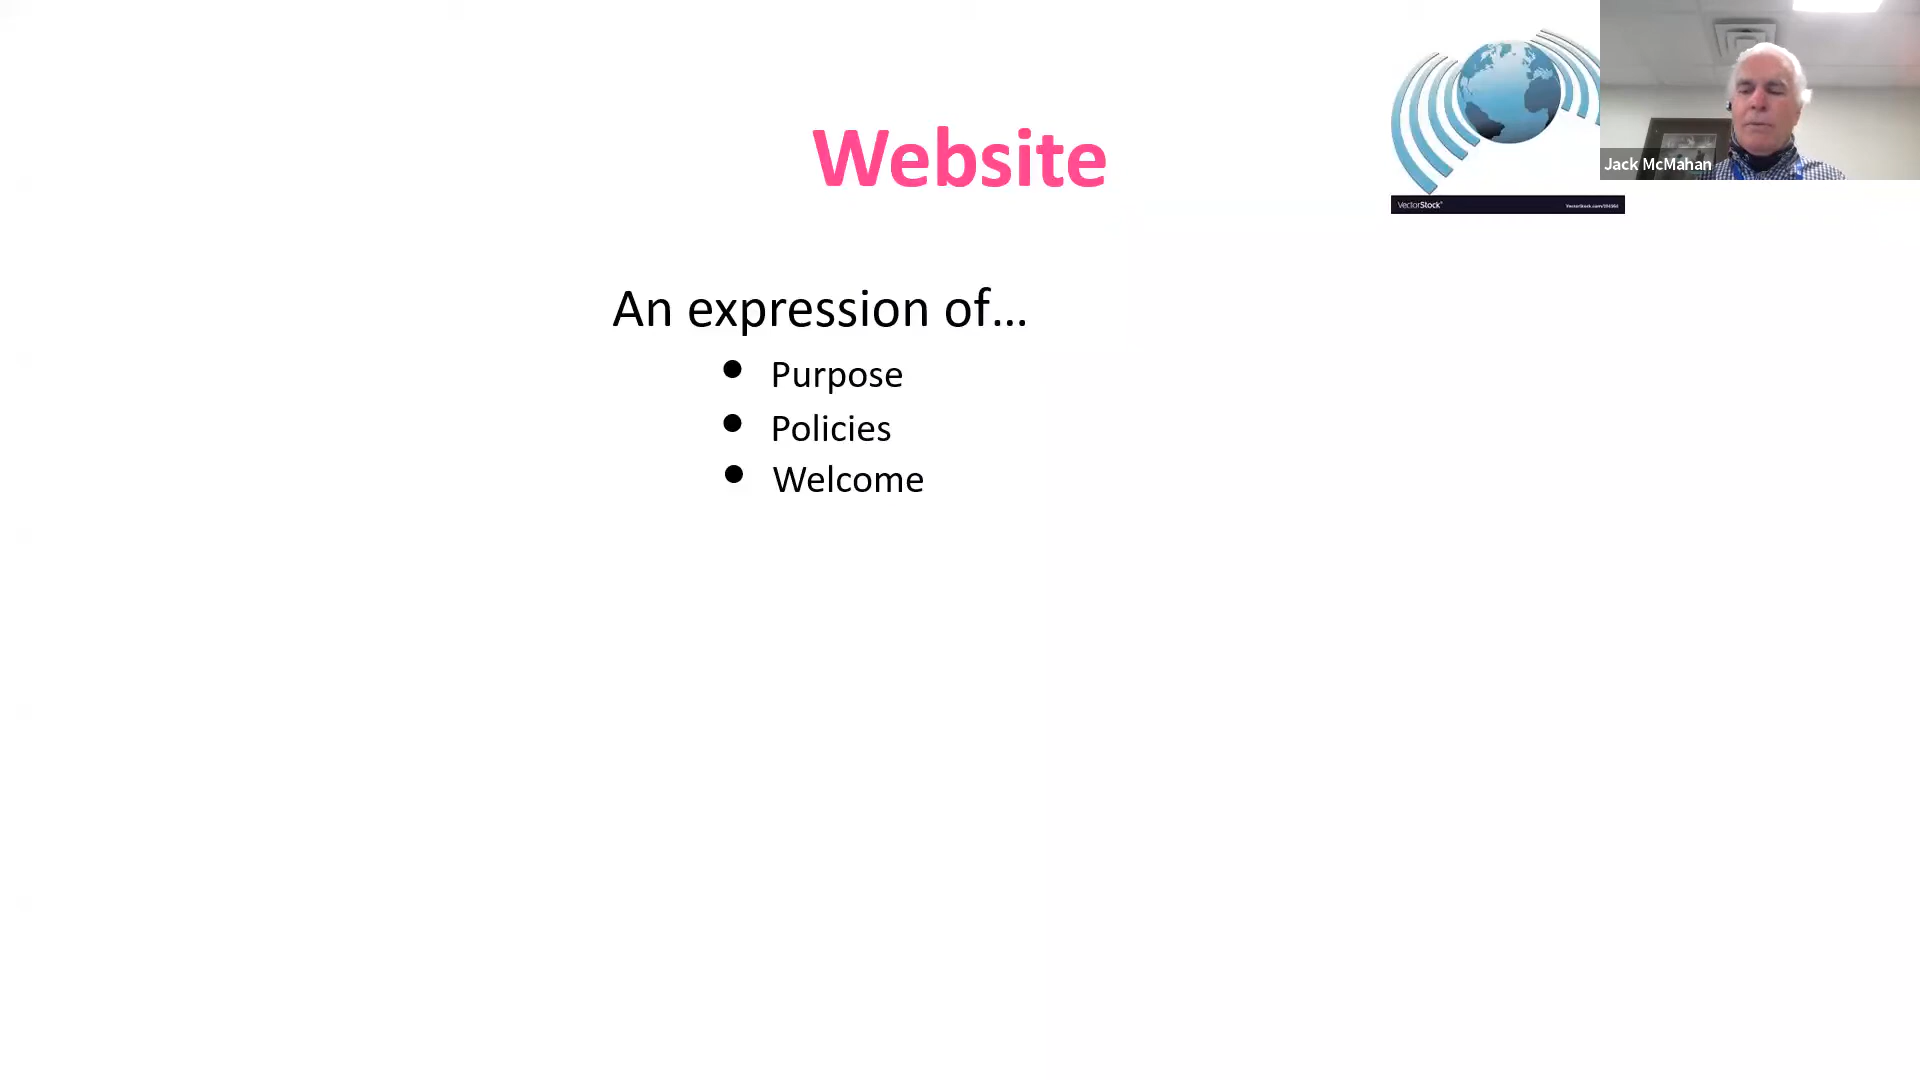 Website
Jack McMahan
VectorStock®
An expression of...
● Purpose
● Policies
● Welcome